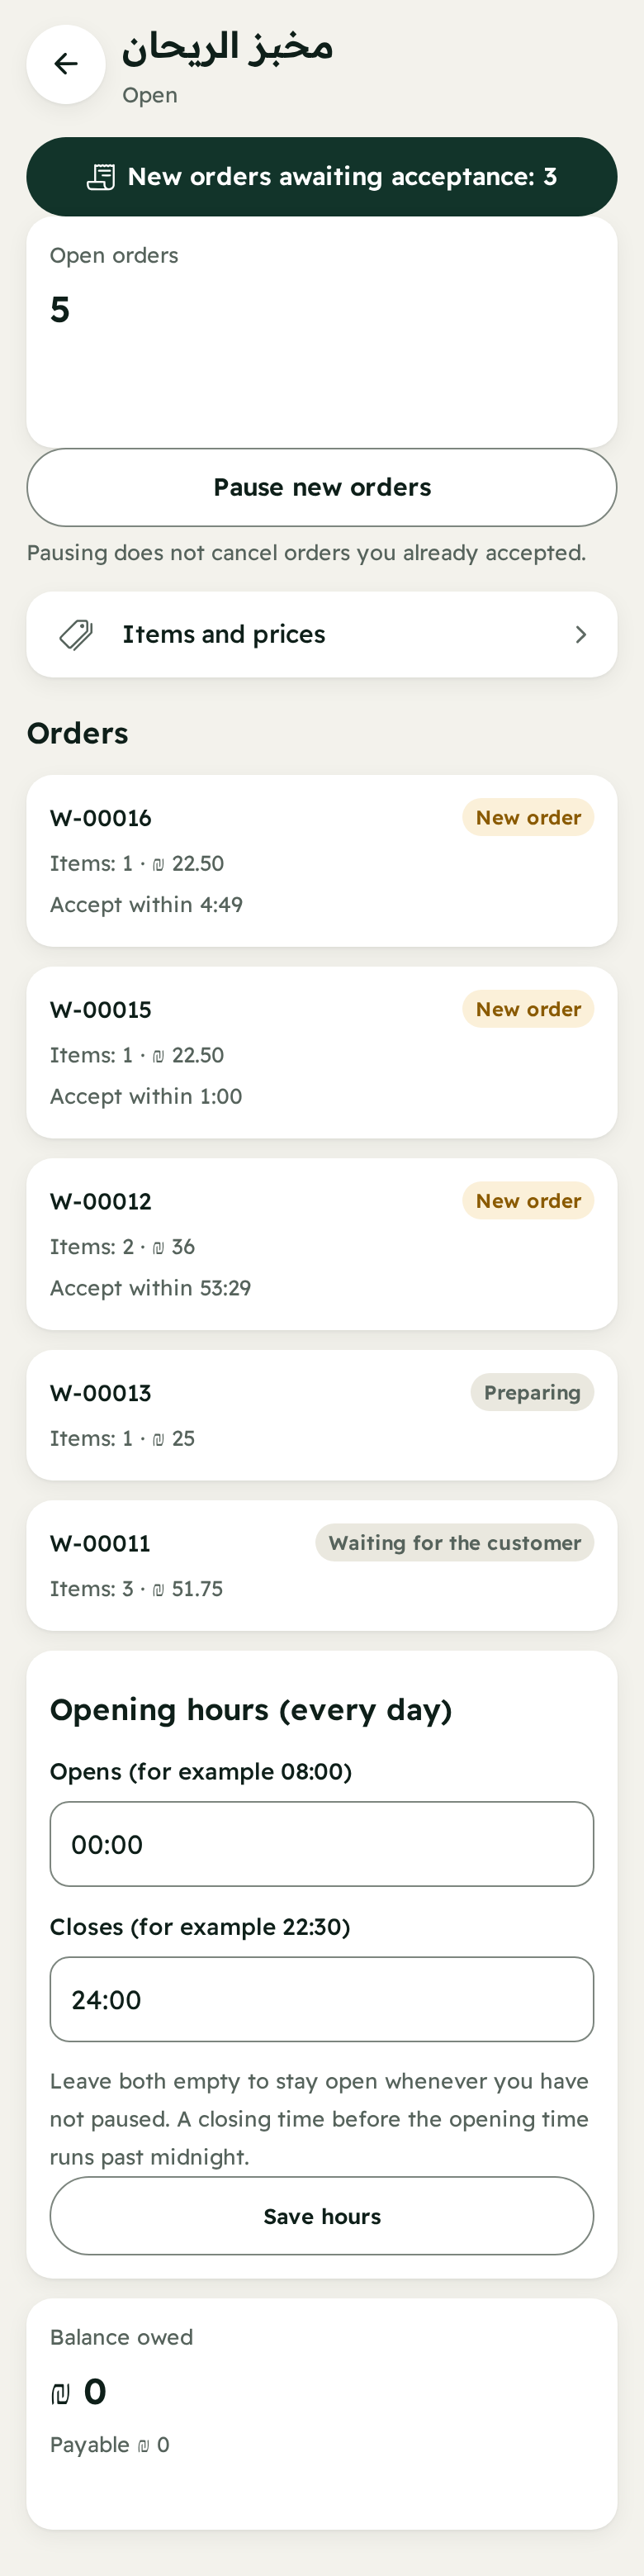 مخبز الريحان
Open
New orders awaiting acceptance: 3
Open orders
5
Pause new orders
Pausing does not cancel orders you already accepted.
Items and prices
Orders
W-00016
New order
Items: 1 · ₪ 22.50
Accept within 4:49
W-00015
New order
Items: 1 · ₪ 22.50
Accept within 1:00
W-00012
New order
Items: 2 · ₪ 36
Accept within 53:29
W-00013
Preparing
Items: 1 · ₪ 25
W-00011
Waiting for the customer
Items: 3 · ₪ 51.75
Opening hours (every day)
Opens (for example 08:00)
00:00
Closes (for example 22:30)
24:00
Leave both empty to stay open whenever you have
not paused. A closing time before the opening time
runs past midnight.
Save hours
Balance owed
₪ 0
Payable ₪ 0